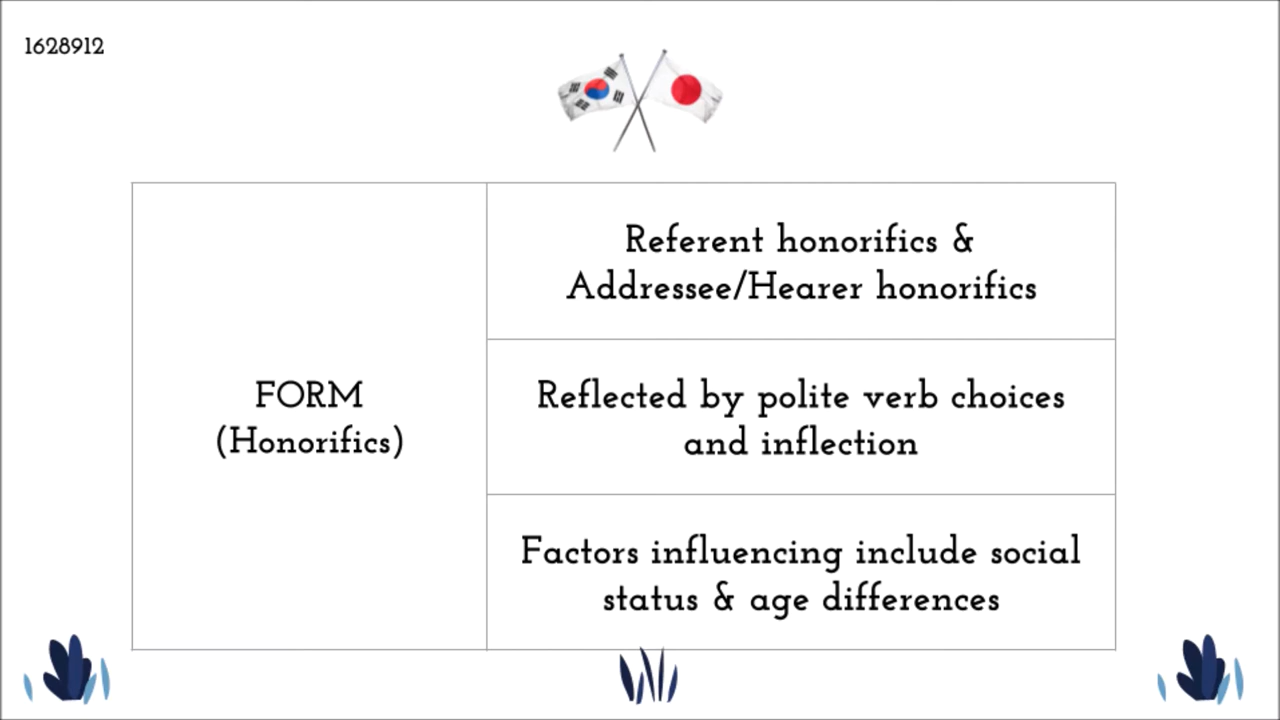 1628912
FORM
(Honorifics)
Referent honorifics &
Addressee/Hearer honorifics
Reflected by polite verb choices
and inflection
Factors influencing include social
status & age differences